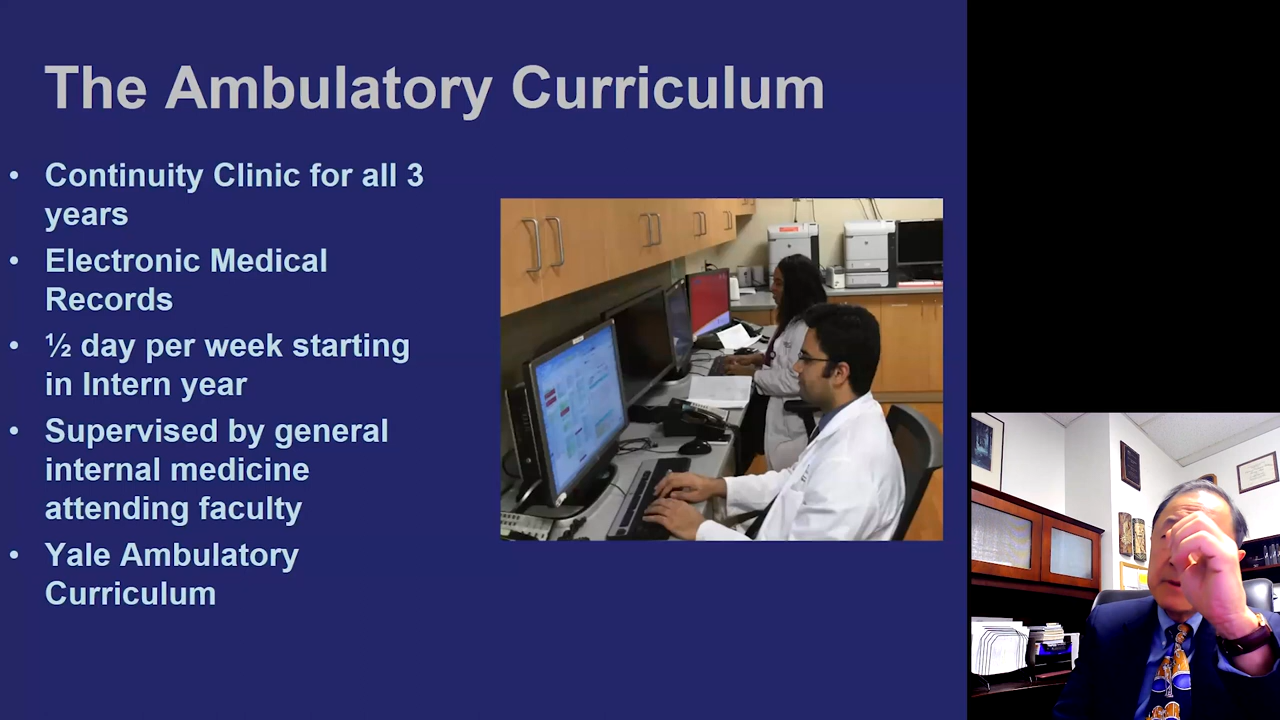 The Ambulatory Curriculum
• Continuity Clinic for all 3
years
• Electronic Medical
Records
• ½ day per week starting
in Intern year
• Supervised by general
internal medicine
attending faculty
• Yale Ambulatory
Curriculum